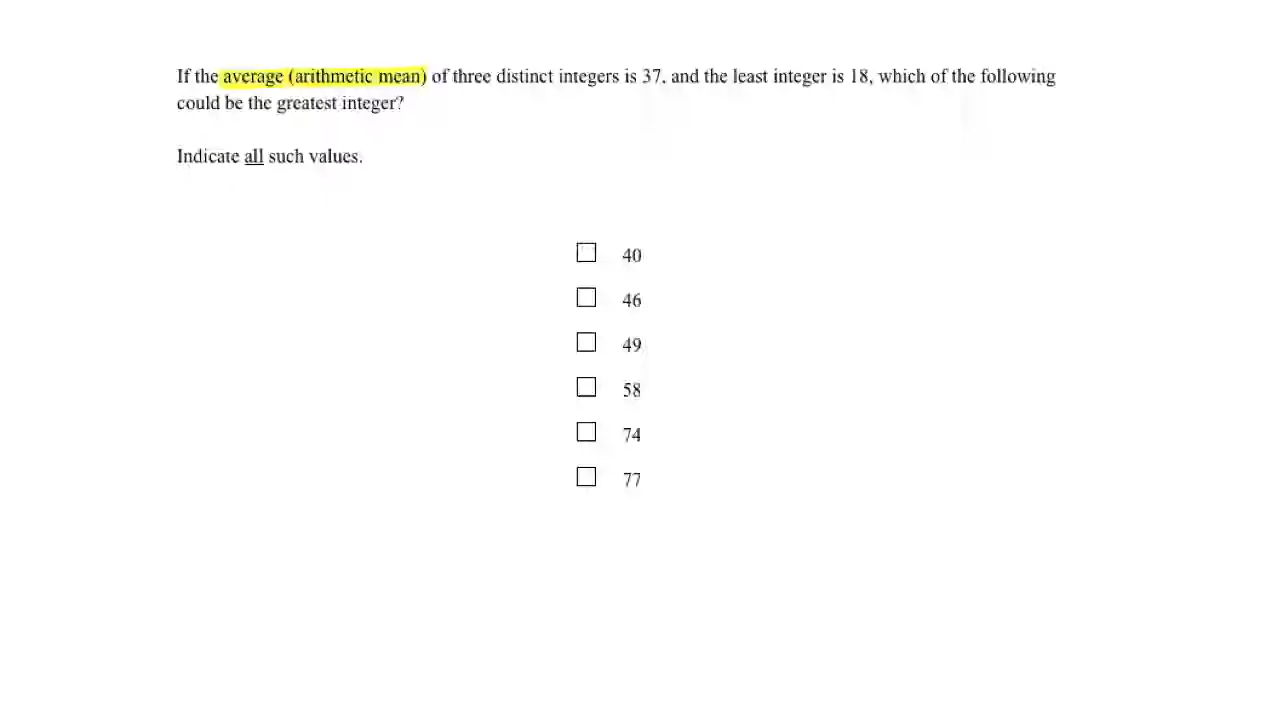 If the average (arithmetic mean) of three distinct integers is 37, and the least integer is 18, which of the following
could be the greatest integer?
Indicate all such values.
40
46
49
58
74
77